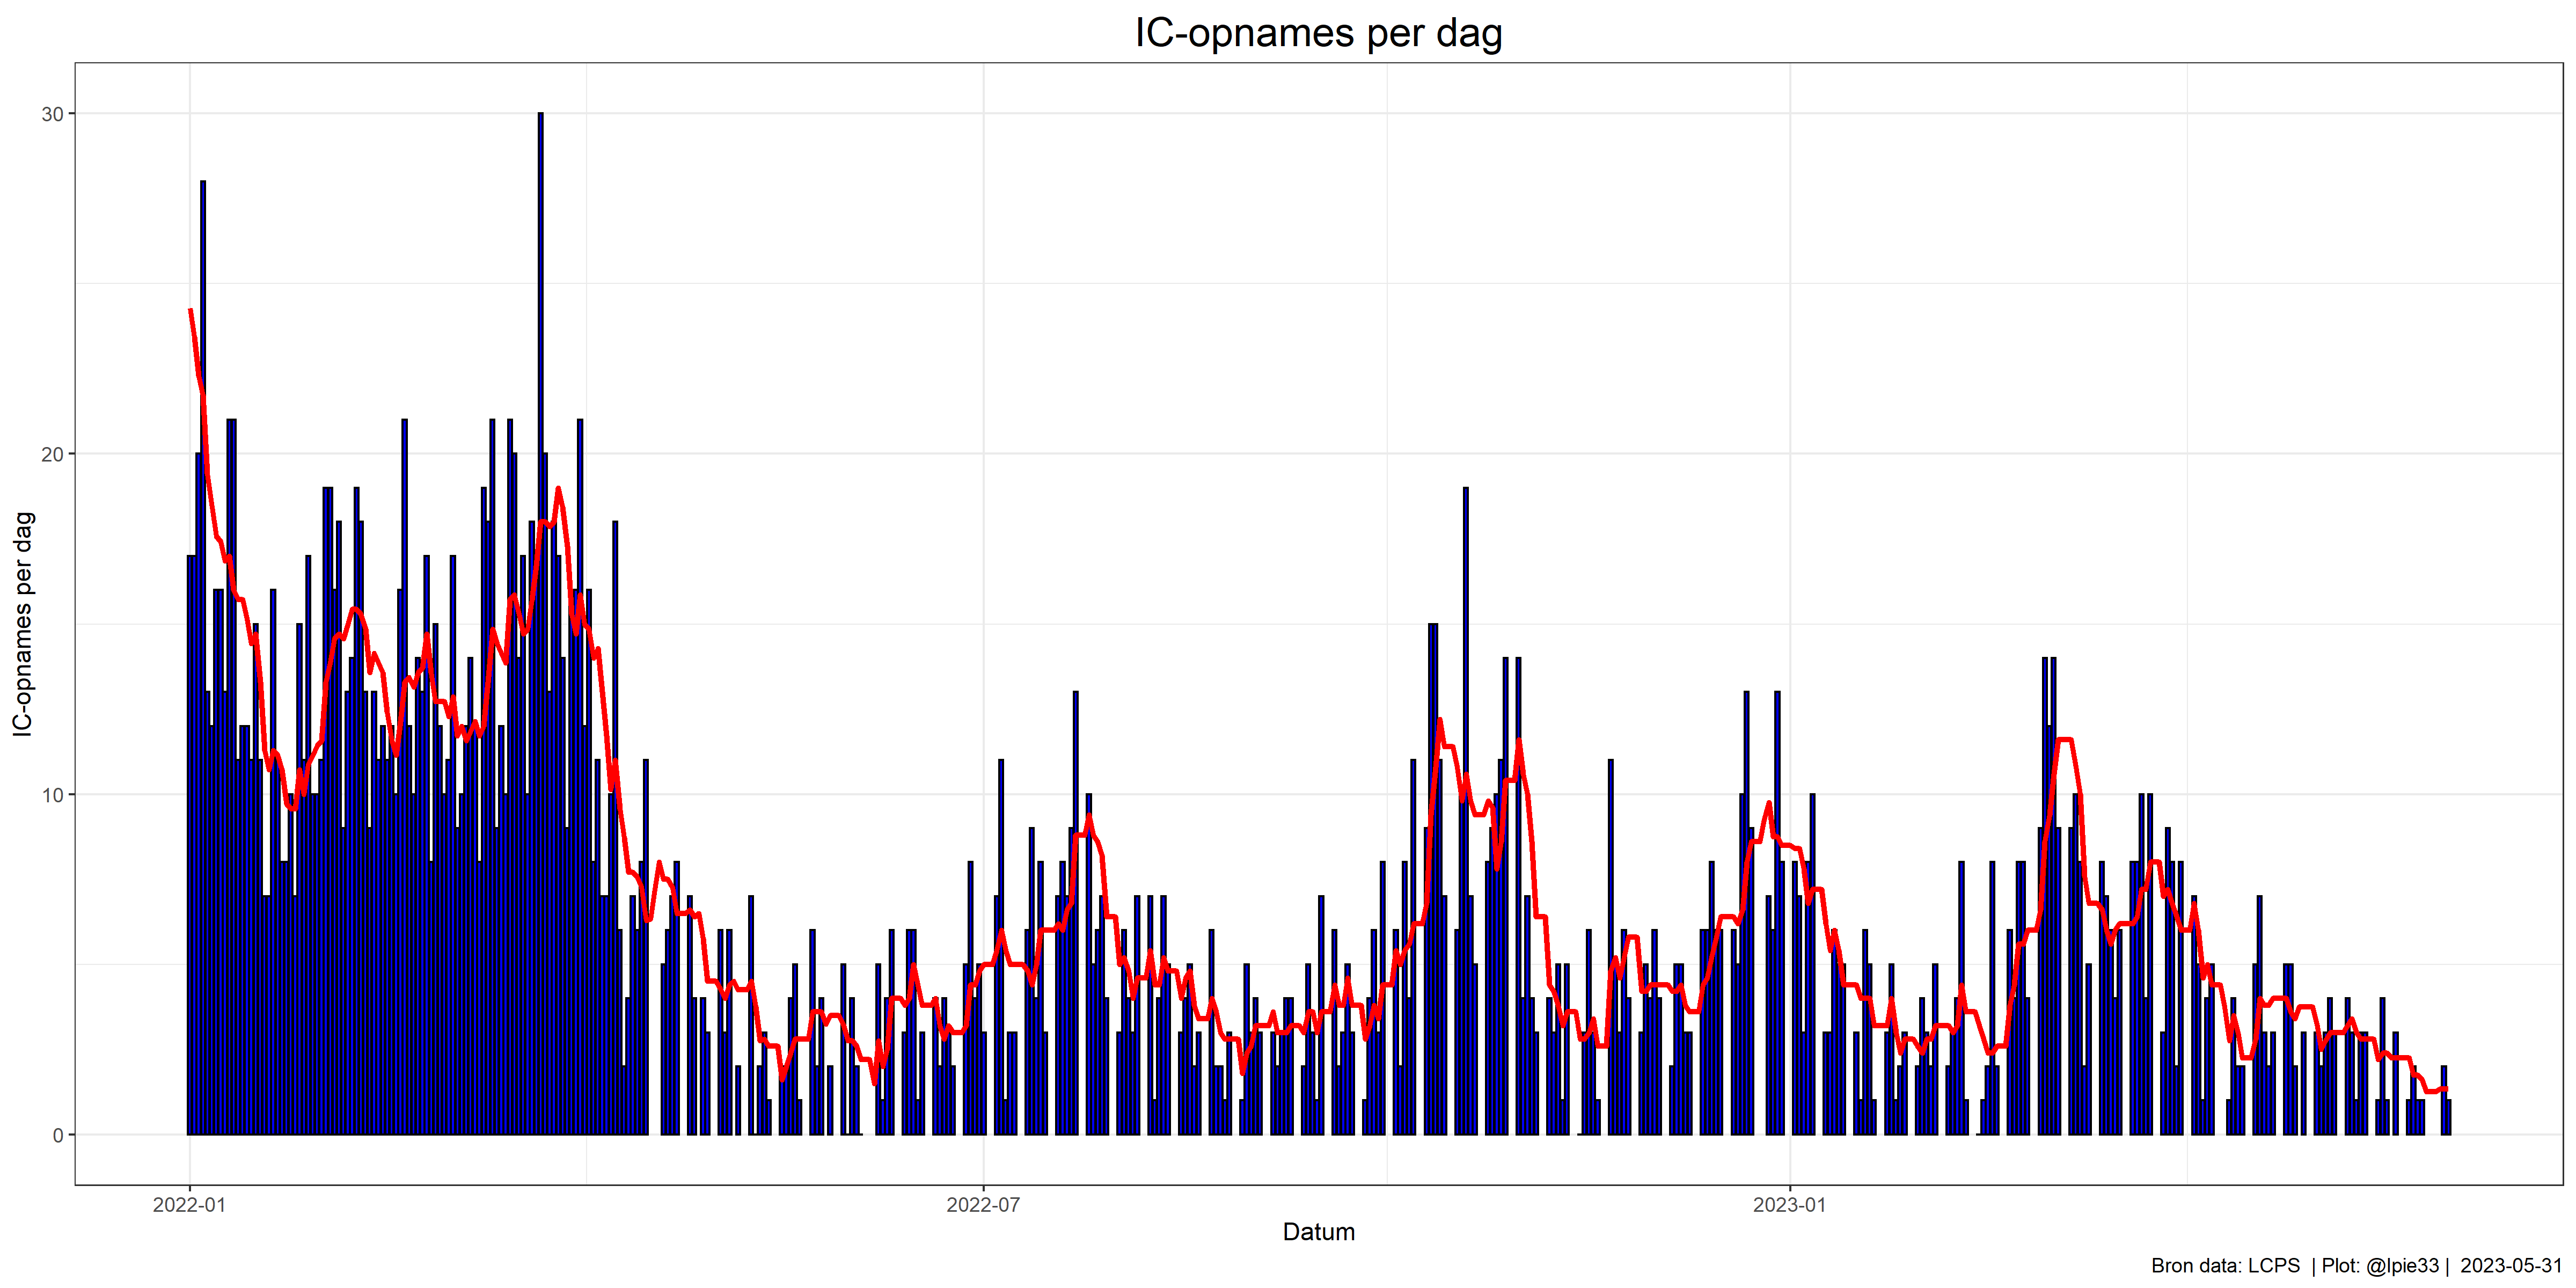 IC-opnames per dag
IC-opnames per dag
30
20
10
0
2022-01
2022-07
2023-01
Datum
Bron data: LCPS | Plot: @lpie33 | 2023-05-31